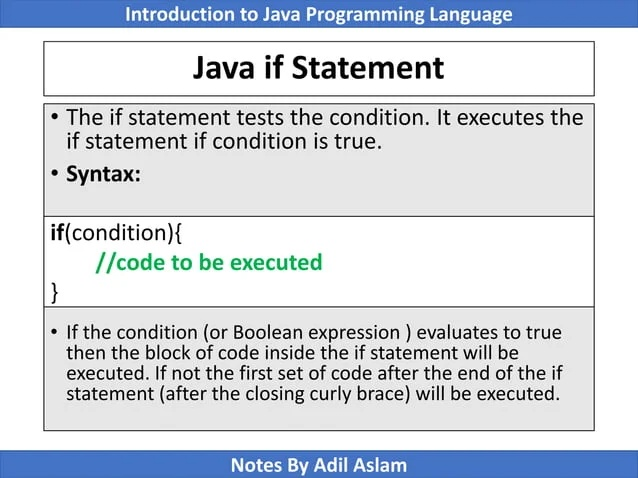 Introduction to Java Programming Language
Java if Statement
• The if statement tests the condition. It executes the
if statement if condition is true.
• Syntax:
if(condition){
//code to be executed
}
• If the condition (or Boolean expression ) evaluates to true
then the block of code inside the if statement will be
executed. If not the first set of code after the end of the if
statement (after the closing curly brace) will be executed.
Notes By Adil Aslam